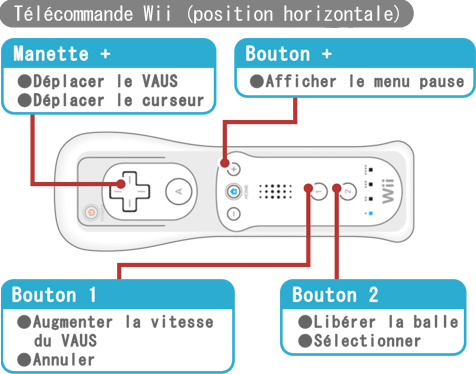 Télécommande Wii (position horizontale)
Manette +
●Déplacer le VAUS
●Déplacer le curseur
Bouton +
●Afficher le menu pause
A
HOME
1
2
Wii
Bouton 1
●Augmenter la vitesse
du VAUS
●Annuler
Bouton 2
●Libérer la balle
●Sélectionner